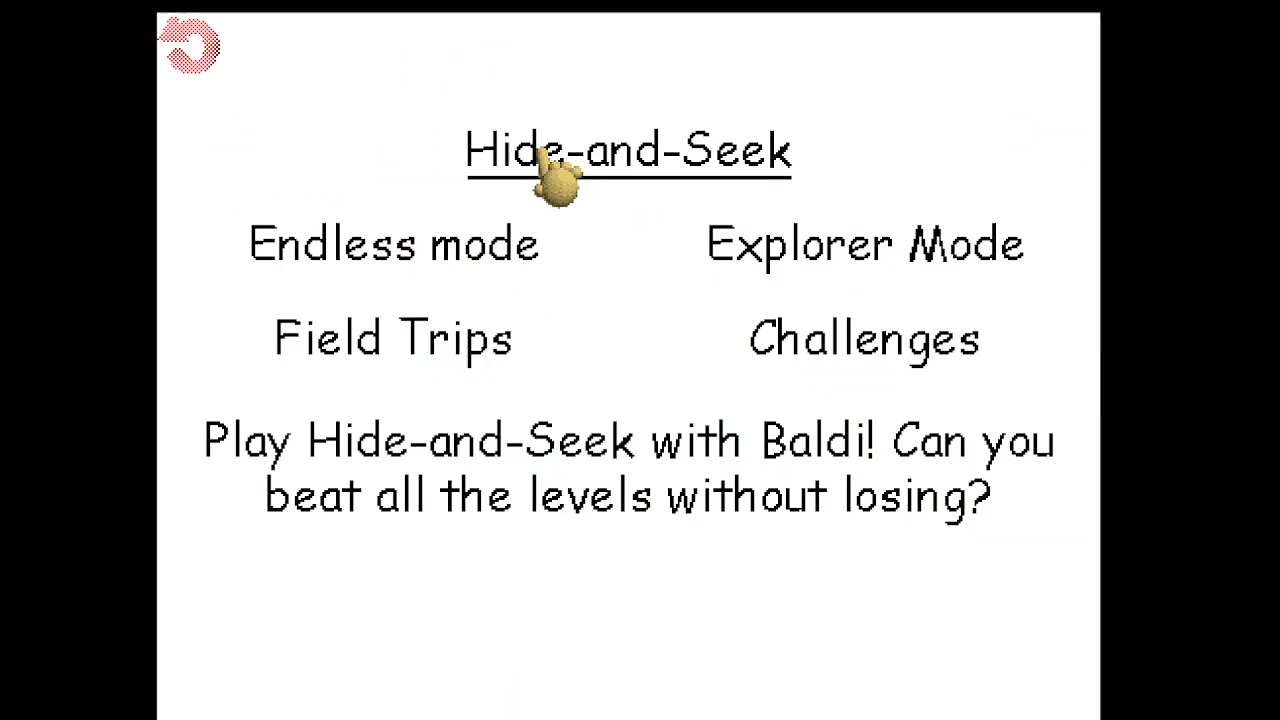 Hide-and-Seek
Endless mode
Explorer Mode
Field Trips
Challenges
Play Hide-and-Seek with Baldi! Can you
beat all the levels without losing?